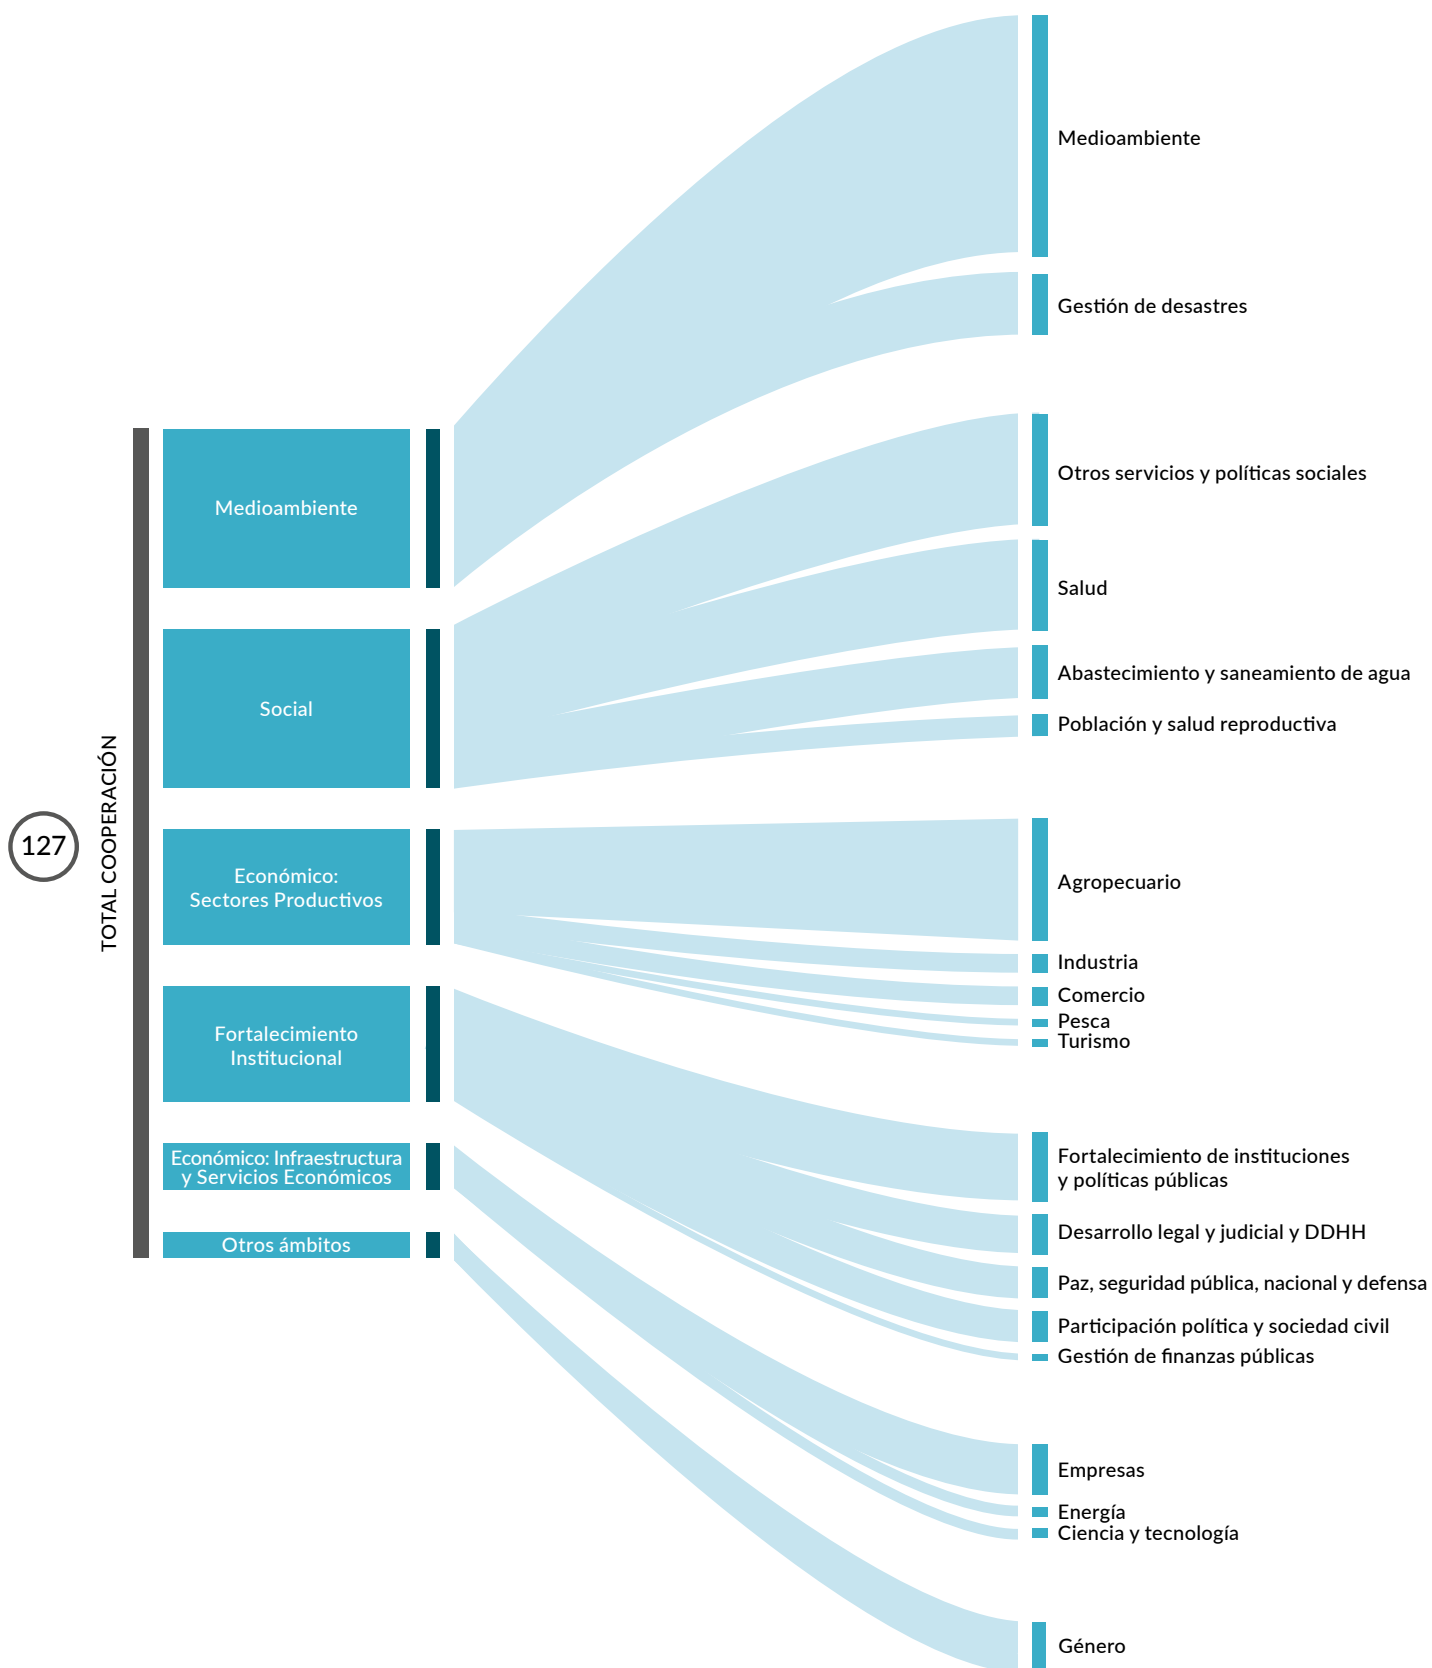 127
TOTAL COOPERACIÓN
Medioambiente
Social
Económico:
Sectores Productivos
Fortalecimiento
Institucional
Económico: Infraestructura
y Servicios Económicos
Otros ámbitos
Medioambiente
Gestión de desastres
Otros servicios y políticas sociales
Salud
Abastecimiento y saneamiento de agua
Población y salud reproductiva
Agropecuario
Industria
Comercio
Pesca
Turismo
Fortalecimiento de instituciones
y políticas públicas
Desarrollo legal y judicial y DDHH
Paz, seguridad pública, nacional y defensa
Participación política y sociedad civil
Gestión de finanzas públicas
Empresas
Energía
Ciencia y tecnología
Género